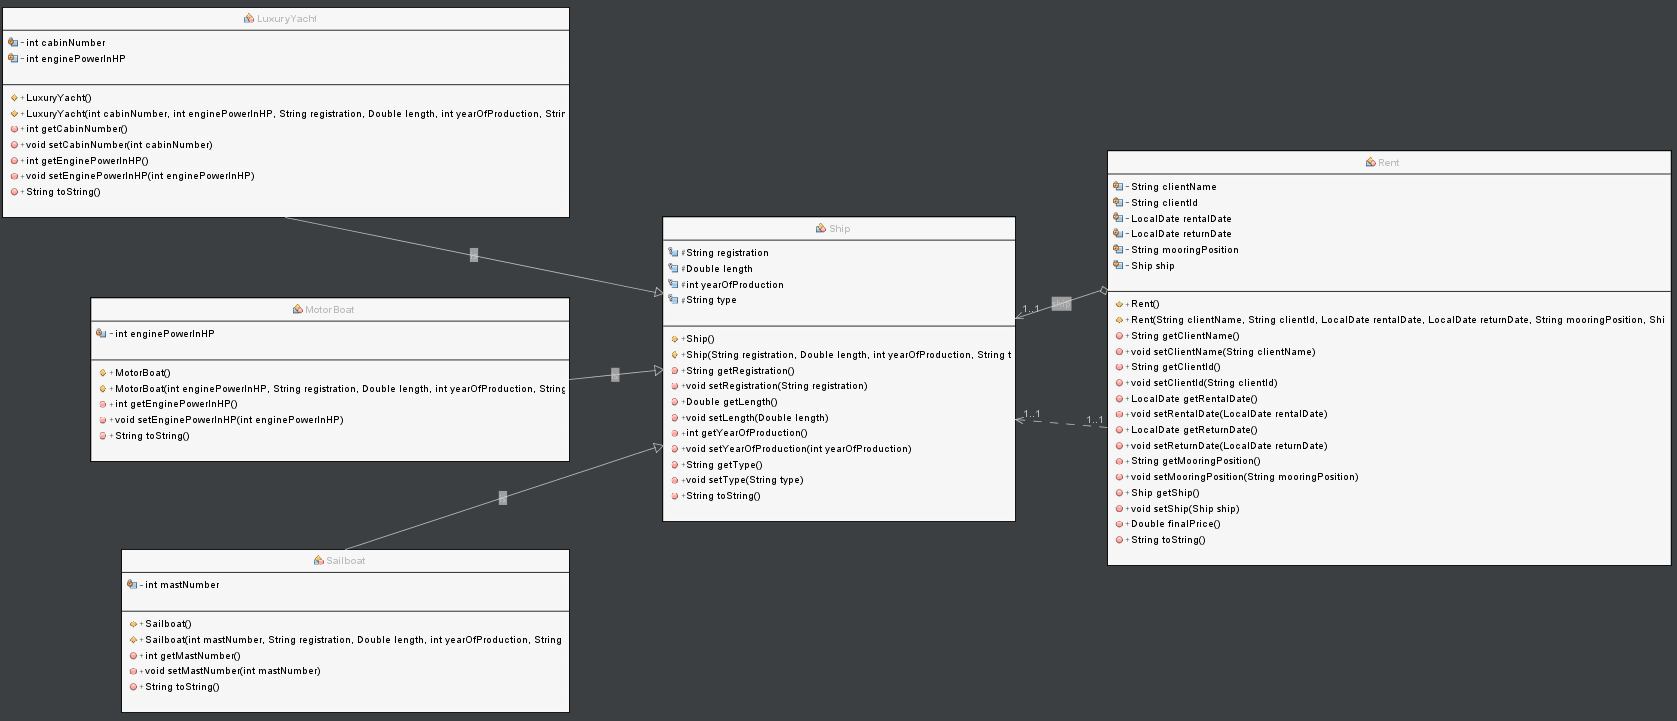 LuxuryYacht
- int cabinNumber
- int enginePowerInHP
+ LuxuryYacht()
+ LuxuryYacht(int cabinNumber, int enginePowerInHP, String registration, Double length, int yearOfProduction, Strin
+ int getCabinNumber()
+ void setCabinNumber(int cabinNumber)
+ int getEnginePowerInHP()
+ void setEnginePowerInHP(int enginePowerInHP)
+ String toString()
MotorBoat
- int enginePowerInHP
+ MotorBoat()
+ MotorBoat(int enginePowerInHP, String registration, Double length, int yearOfProduction, String
+ int getEnginePowerInHP()
+ void setEnginePowerInHP(int enginePowerInHP)
+ String toString()
Sailboat
- int mastNumber
+ Sailboat()
+ Sailboat(int mastNumber, String registration, Double length, int yearOfProduction, String
+ int getMastNumber()
+ void setMastNumber(int mastNumber)
+ String toString()
Ship
# String registration
# Double length
# int yearOfProduction
# String type
+ Ship()
+ Ship(String registration, Double length, int yearOfProduction, String t
+ String getRegistration()
+ void setRegistration(String registration)
+ Double getLength()
+ void setLength(Double length)
+ int getYearOfProduction()
+ void setYearOfProduction(int yearOfProduction)
+ String getType()
+ void setType(String type)
+ String toString()
1..1
ship
1..1
1..1
Rent
- String clientName
- String clientId
- LocalDate rentalDate
- LocalDate returnDate
- String mooringPosition
- Ship ship
+ Rent()
+ Rent(String clientName, String clientId, LocalDate rentalDate, LocalDate returnDate, String mooringPosition, Shi
+ String getClientName()
+ void setClientName(String clientName)
+ String getClientId()
+ void setClientId(String clientId)
+ LocalDate getRentalDate()
+ void setRentalDate(LocalDate rentalDate)
+ LocalDate getReturnDate()
+ void setReturnDate(LocalDate returnDate)
+ String getMooringPosition()
+ void setMooringPosition(String mooringPosition)
+ Ship getShip()
+ void setShip(Ship ship)
+ Double finalPrice()
+ String toString()